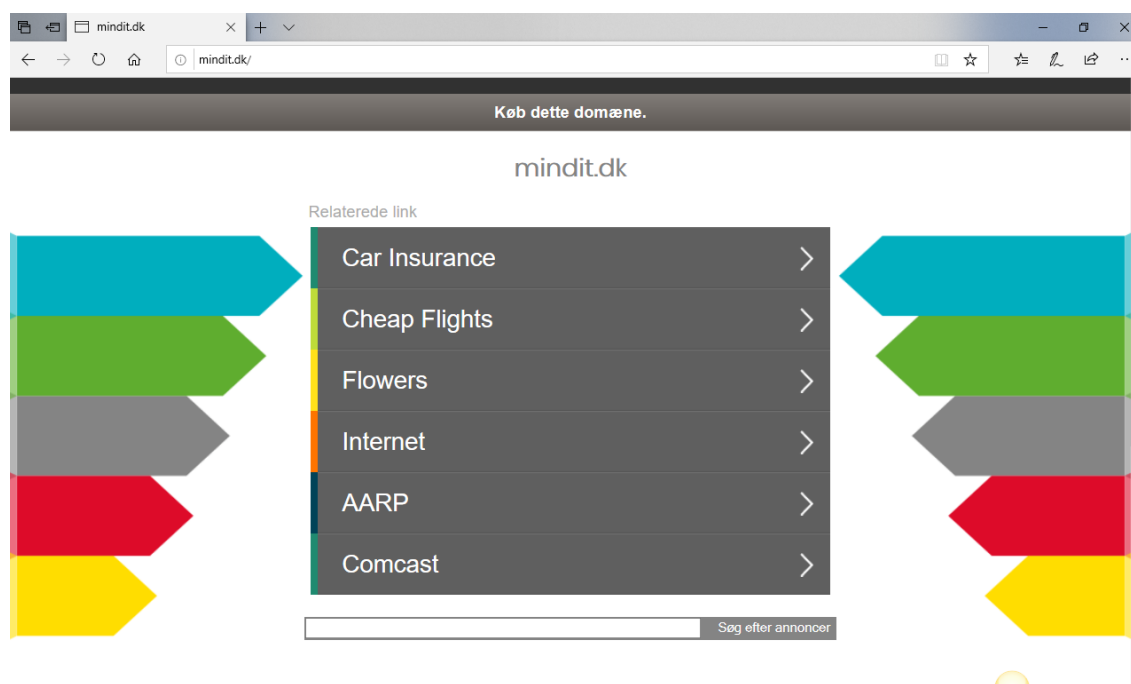 mindit.dk
mindit.dk/
Køb dette domæne.
mindit.dk
Relaterede link
Car Insurance
Cheap Flights
Flowers
Internet
AARP
Comcast
Søg efter annoncer